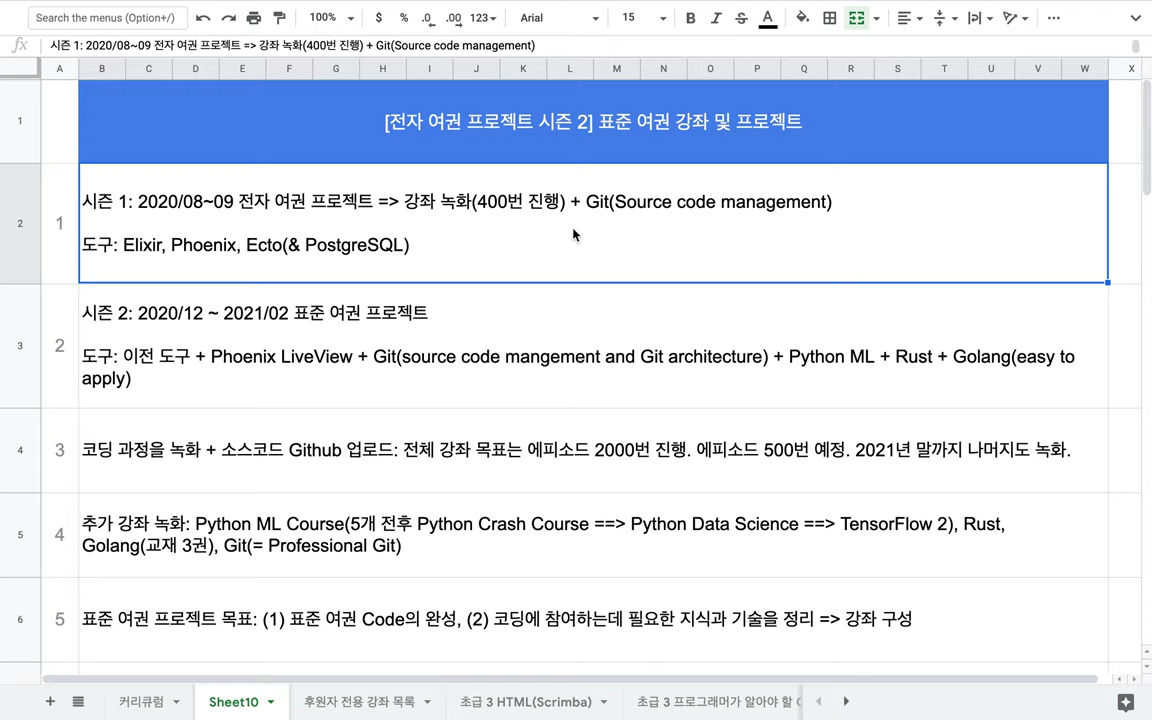 Search the menus (Option+/)
100%
$ % .0 .00 123
Arial
15
B I S A
fx
시즌 1: 2020/08~09 전자 여권 프로젝트 => 강좌 녹화(400번 진행) + Git(Source code management)
A B C D E F G H I J K L M N O P Q R S T U V W X
1
[전자 여권 프로젝트 시즌 2] 표준 여권 강좌 및 프로젝트
2
1
시즌 1: 2020/08~09 전자 여권 프로젝트 => 강좌 녹화(400번 진행) + Git(Source code management)
도구: Elixir, Phoenix, Ecto(& PostgreSQL)
3
2
시즌 2: 2020/12 ~ 2021/02 표준 여권 프로젝트
도구: 이전 도구 + Phoenix LiveView + Git(source code mangement and Git architecture) + Python ML + Rust + Golang(easy to
apply)
4
3
코딩 과정을 녹화 + 소스코드 Github 업로드: 전체 강좌 목표는 에피소드 2000번 진행. 에피소드 500번 예정. 2021년 말까지 나머지도 녹화.
5
4
추가 강좌 녹화: Python ML Course(5개 전후 Python Crash Course ==> Python Data Science ==> TensorFlow 2), Rust,
Golang(교재 3권), Git(= Professional Git)
6
5
표준 여권 프로젝트 목표: (1) 표준 여권 Code의 완성, (2) 코딩에 참여하는데 필요한 지식과 기술을 정리 => 강좌 구성
커리큐럼
Sheet10
후원자 전용 강좌 목록
초급 3 HTML(Scrimba)
초급 3 프로그래머가 알아야 할